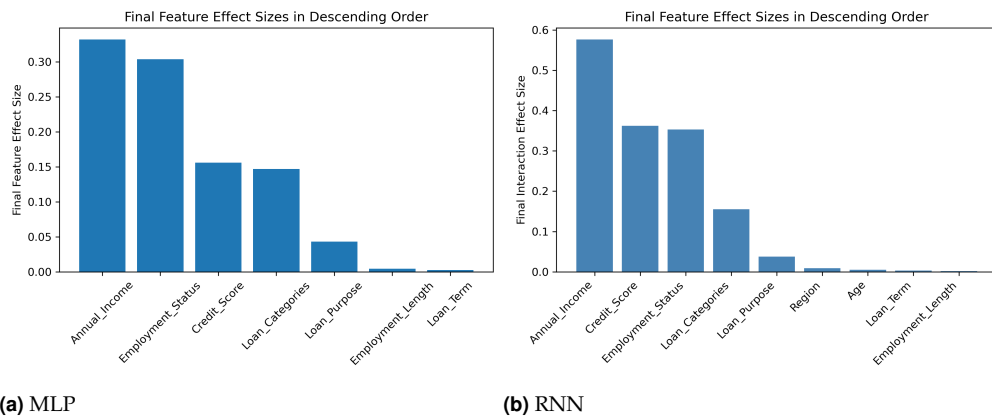 Final Feature Effect Sizes in Descending Order
Final Feature Effect Size
0.30
0.25
0.20
0.15
0.10
0.05
0.00
Annual_Income
Employment_Status
Credit_Score
Loan_Categories
Loan_Purpose
Employment_Length
Loan_Term
(a) MLP
Final Feature Effect Sizes in Descending Order
Final Interaction Effect Size
0.6
0.5
0.4
0.3
0.2
0.1
0.0
Annual_Income
Credit_Score
Employment_Status
Loan_Categories
Loan_Purpose
Region
Age
Loan_Term
Employment_Length
(b) RNN